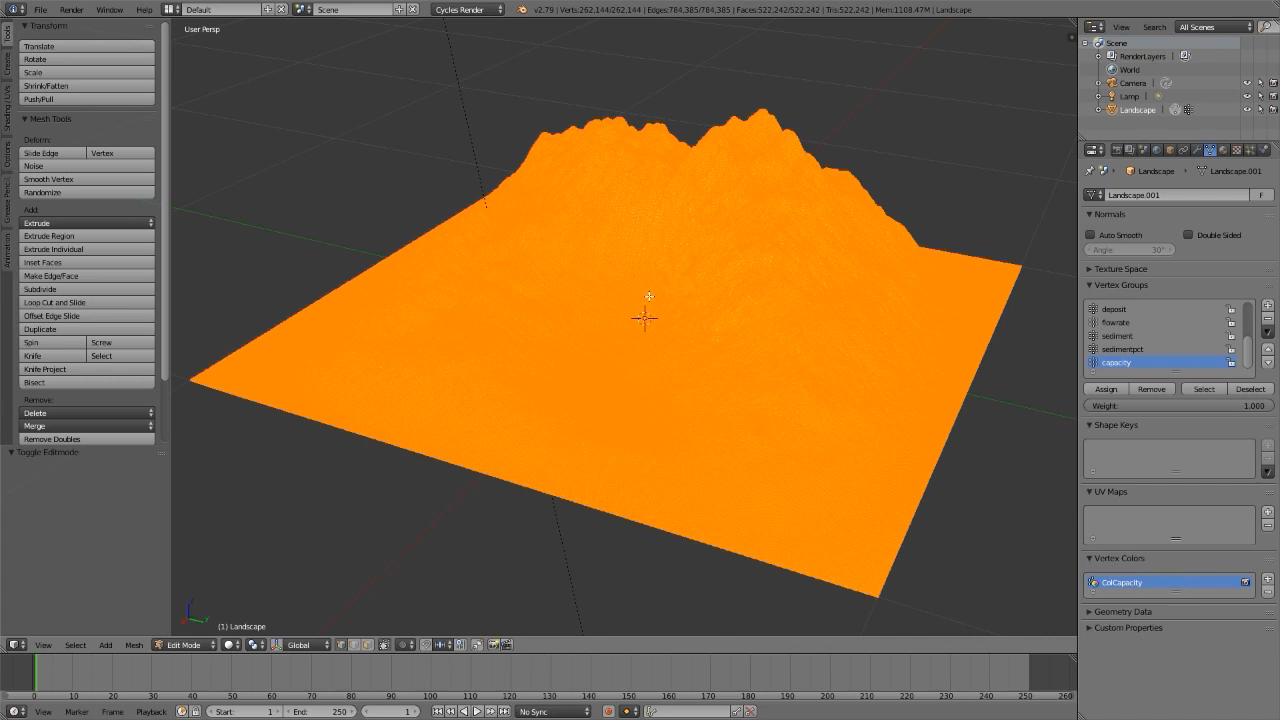 File Render Window Help Default Scene Cycles Render v2.79 | Verts:262,144/262,144 | Edges:784,385/784,385 | Faces:522,242/522,242 | Tris:522,242 | Mem:1108.47M | Landscape
Tools
Create
Shading / UVs
Options
Grease Pencil
Animation
Transform
Translate
Rotate
Scale
Shrink/Fatten
Push/Pull
Mesh Tools
Deform:
Slide Edge Vertex
Noise
Smooth Vertex
Randomize
Add:
Extrude
Extrude Region
Extrude Individual
Inset Faces
Make Edge/Face
Subdivide
Loop Cut and Slide
Offset Edge Slide
Duplicate
Spin Screw
Knife Select
Knife Project
Bisect
Remove:
Delete
Merge
Remove Doubles
Toggle Editmode
User Persp
(1) Landscape
View Search All Scenes
Scene
RenderLayers
World
Camera
Lamp
Landscape
Landscape Landscape.001
Landscape.001 F
Normals
Auto Smooth Double Sided
Angle: 30°
Texture Space
Vertex Groups
deposit
flowrate
sediment
sedimentpct
capacity
Assign Remove Select Deselect
Weight: 1.000
Shape Keys
UV Maps
Vertex Colors
ColCapacity
Geometry Data
Custom Properties
View Select Add Mesh Edit Mode Global
0 10 20 30 40 50 60 70 80 90 100 110 120 130 140 150 160 170 180 190 200 210 220 230 240 250 260
View Marker Frame Playback Start: 1 End: 250 1 No Sync